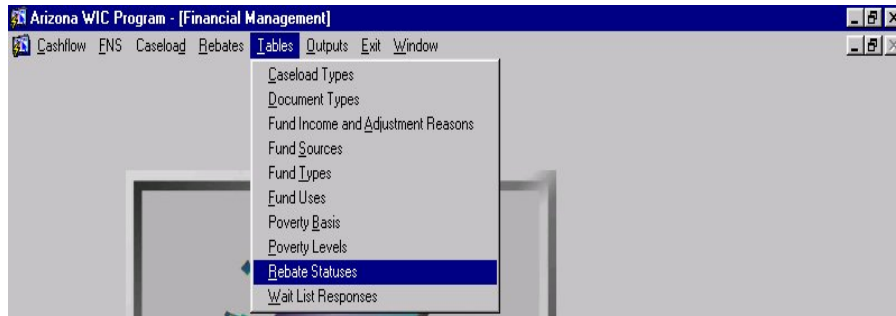 Arizona WIC Program - [Financial Management]
Cashflow FNS Caseload Rebates Tables Outputs Exit Window
Caseload Types
Document Types
Fund Income and Adjustment Reasons
Fund Sources
Fund Types
Fund Uses
Poverty Basis
Poverty Levels
Rebate Statuses
Wait List Responses